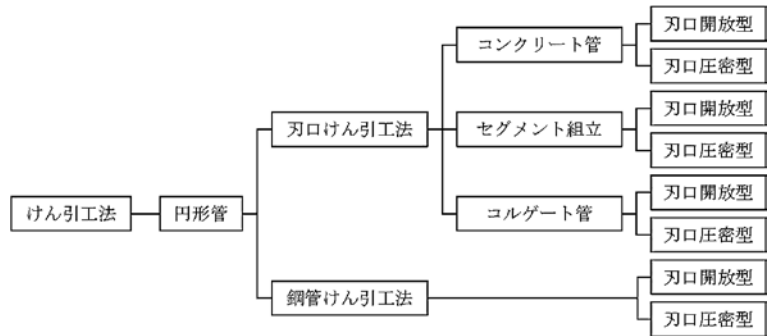 けん引工法
円形管
刃口けん引工法
コンクリート管
刃口開放型
刃口圧密型
セグメント組立
刃口開放型
刃口圧密型
コルゲート管
刃口開放型
刃口圧密型
鋼管けん引工法
刃口開放型
刃口圧密型